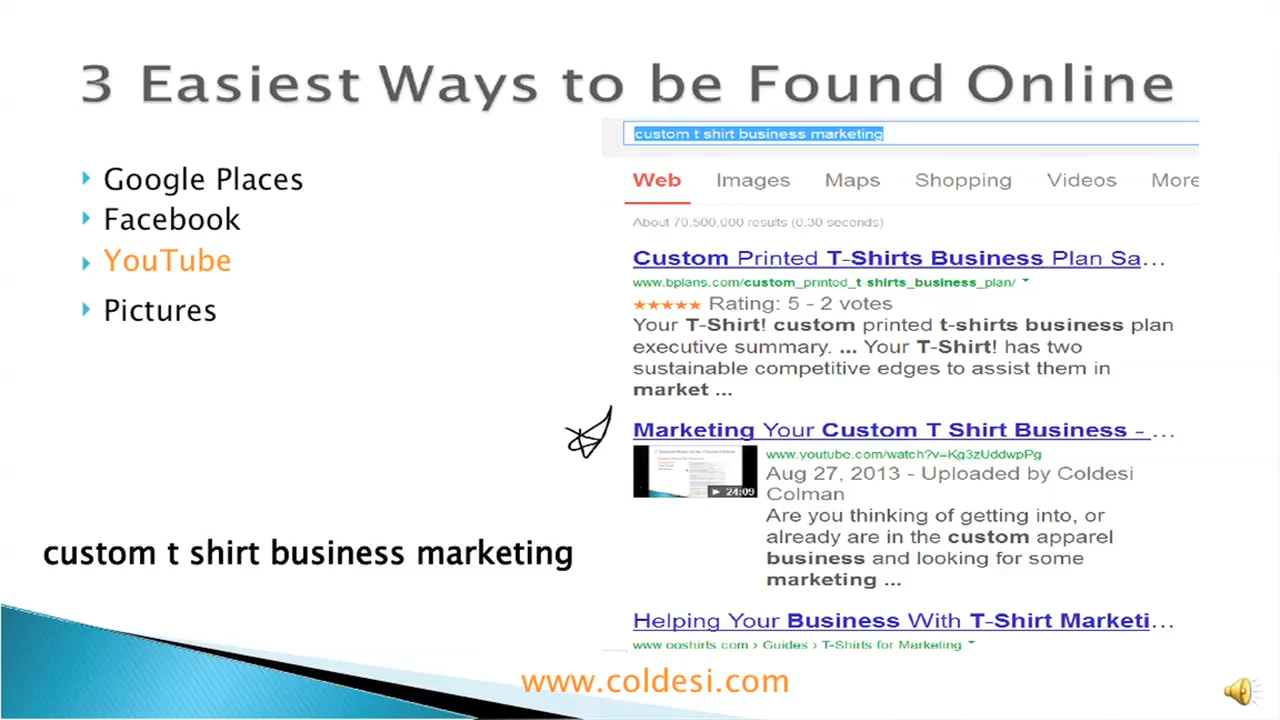 3 Easiest Ways to be Found Online
Google Places
Facebook
YouTube
Pictures
custom t shirt business marketing
custom t shirt business marketing
Web Images Maps Shopping Videos More
About 70,500,000 results (0.30 seconds)
Custom Printed T-Shirts Business Plan Sa...
www.bplans.com/custom_printed_t-shirts_business_plan/
Rating: 5 - 2 votes
Your T-Shirt! custom printed t-shirts business plan
executive summary. ... Your T-Shirt! has two
sustainable competitive edges to assist them in
market ...
Marketing Your Custom T Shirt Business - ...
www.youtube.com/watch?v=Kg3zUddwpPg
24:09
Aug 27, 2013 - Uploaded by Coldesi
Colman
Are you thinking of getting into, or
already are in the custom apparel
business and looking for some
marketing ...
Helping Your Business With T-Shirt Marketi...
www.ooshirts.com › Guides › T-Shirts for Marketing
www.coldesi.com